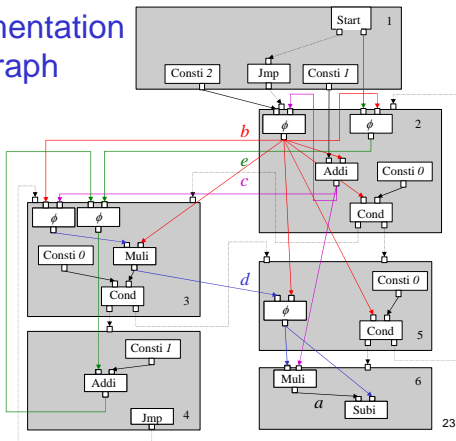 mentation
raph
Start
1
Consti 2
Jmp
Consti 1
ϕ
ϕ
2
b
e
c
Addi
Consti 0
Cond
ϕ
ϕ
Consti 0
Muli
Cond
3
d
Consti 0
ϕ
Cond
5
Consti 1
Addi
Jmp
4
Muli
6
a
Subi
23